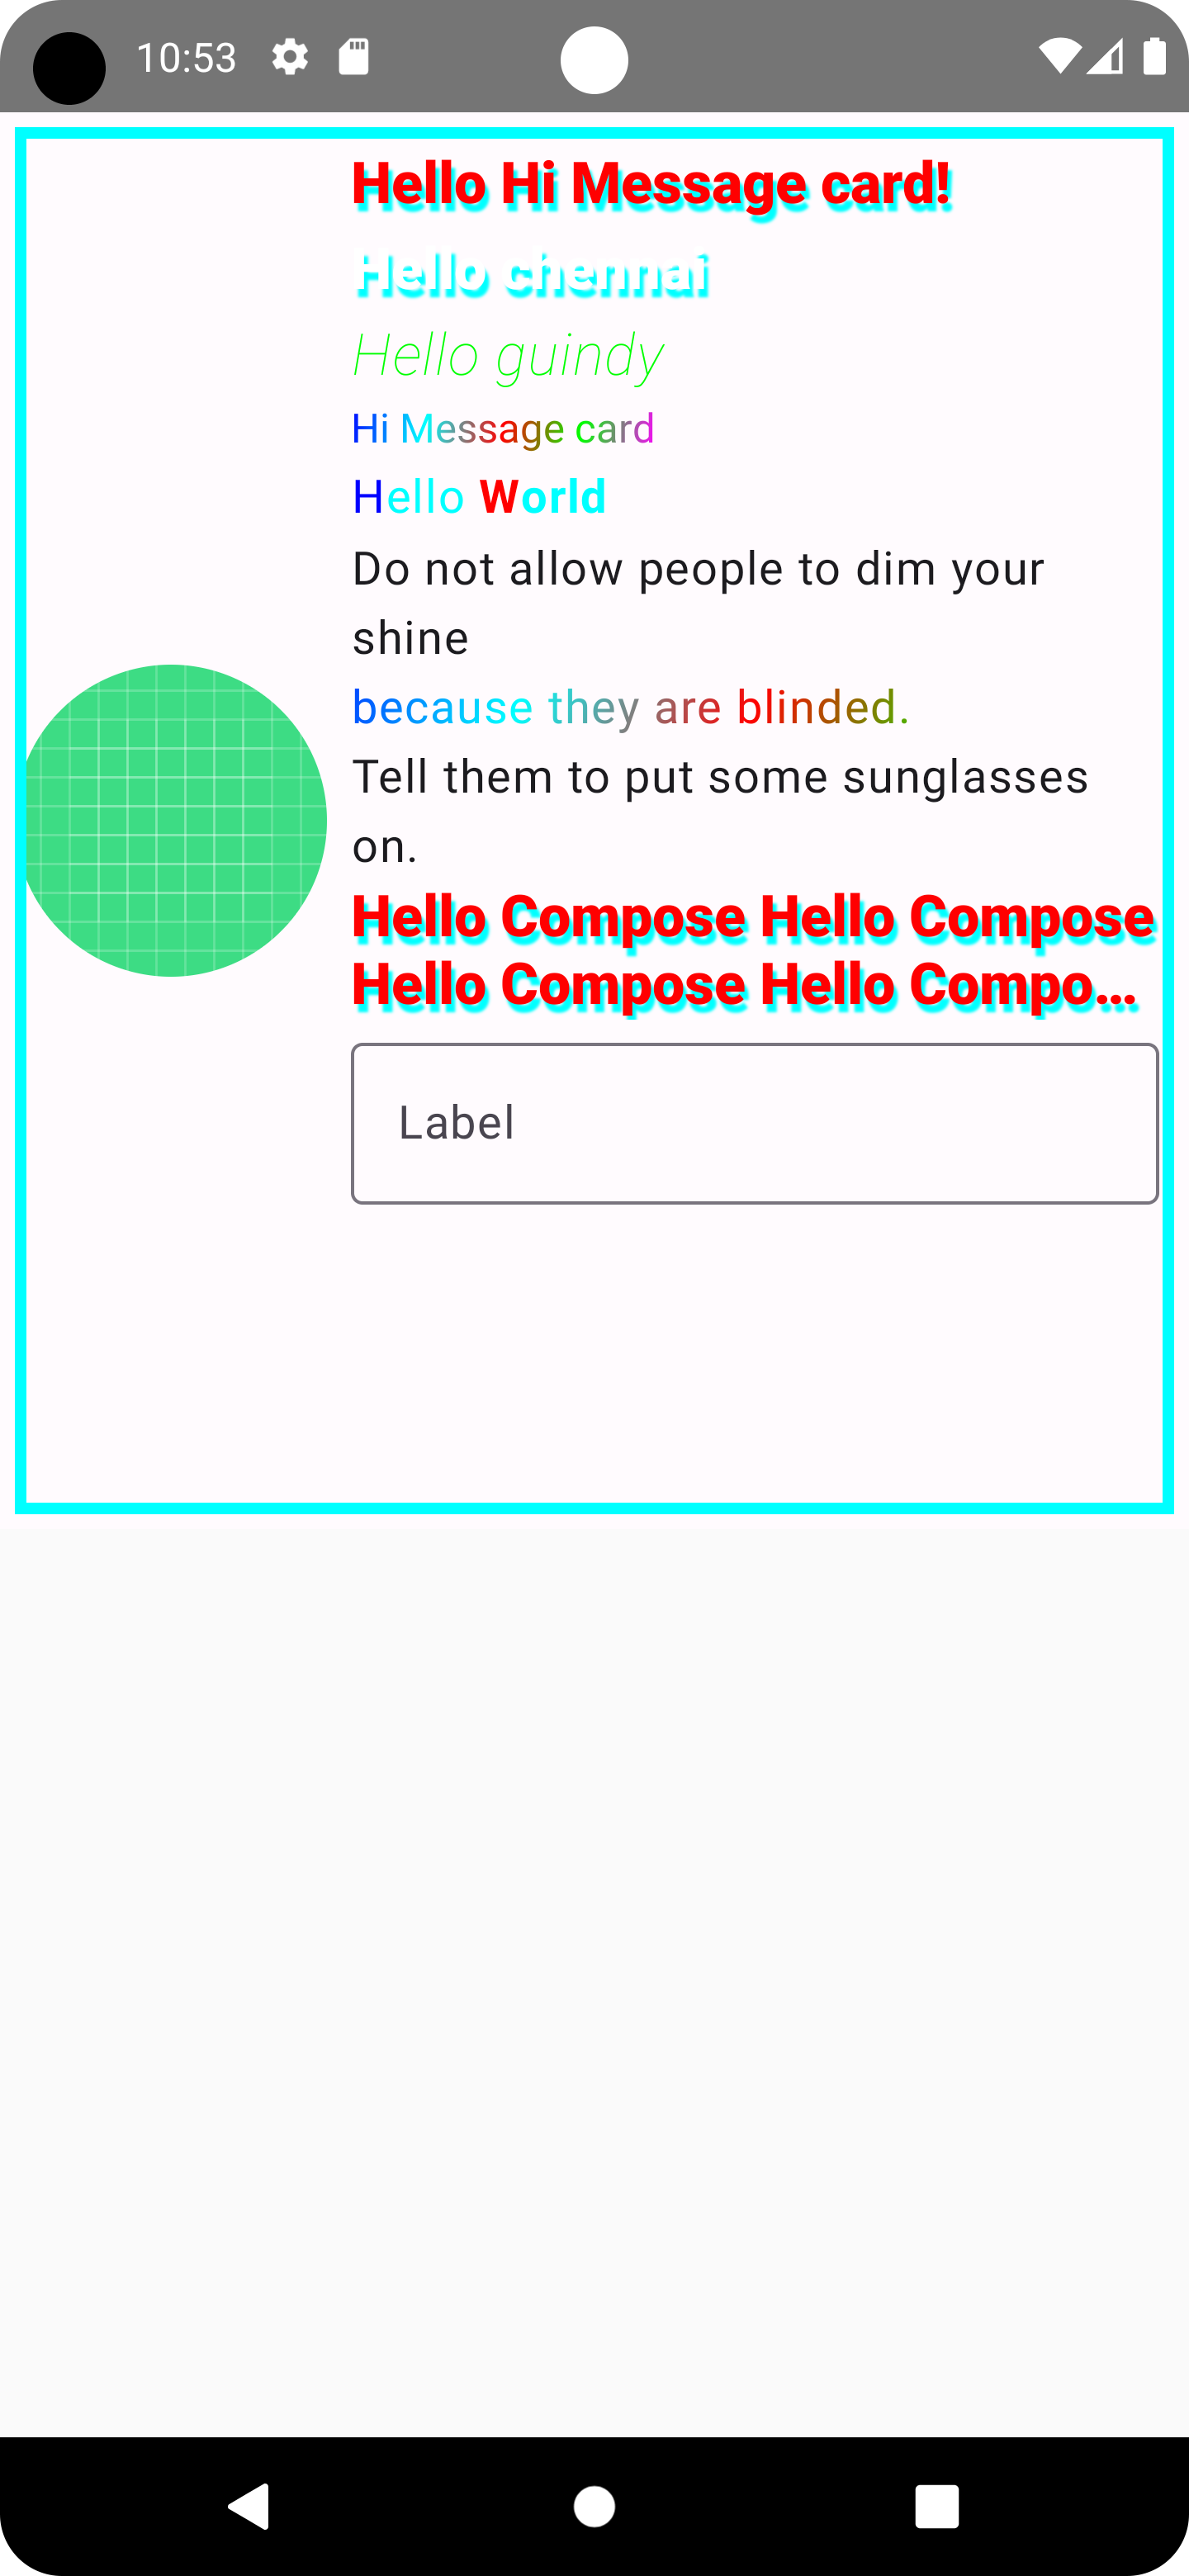 10:53
Hello Hi Message card!
Hello chennai
Hello guindy
Hi Message card
Hello World
Do not allow people to dim your
shine
because they are blinded.
Tell them to put some sunglasses
on.
Hello Compose Hello Compose
Hello Compose Hello Compo...
Label